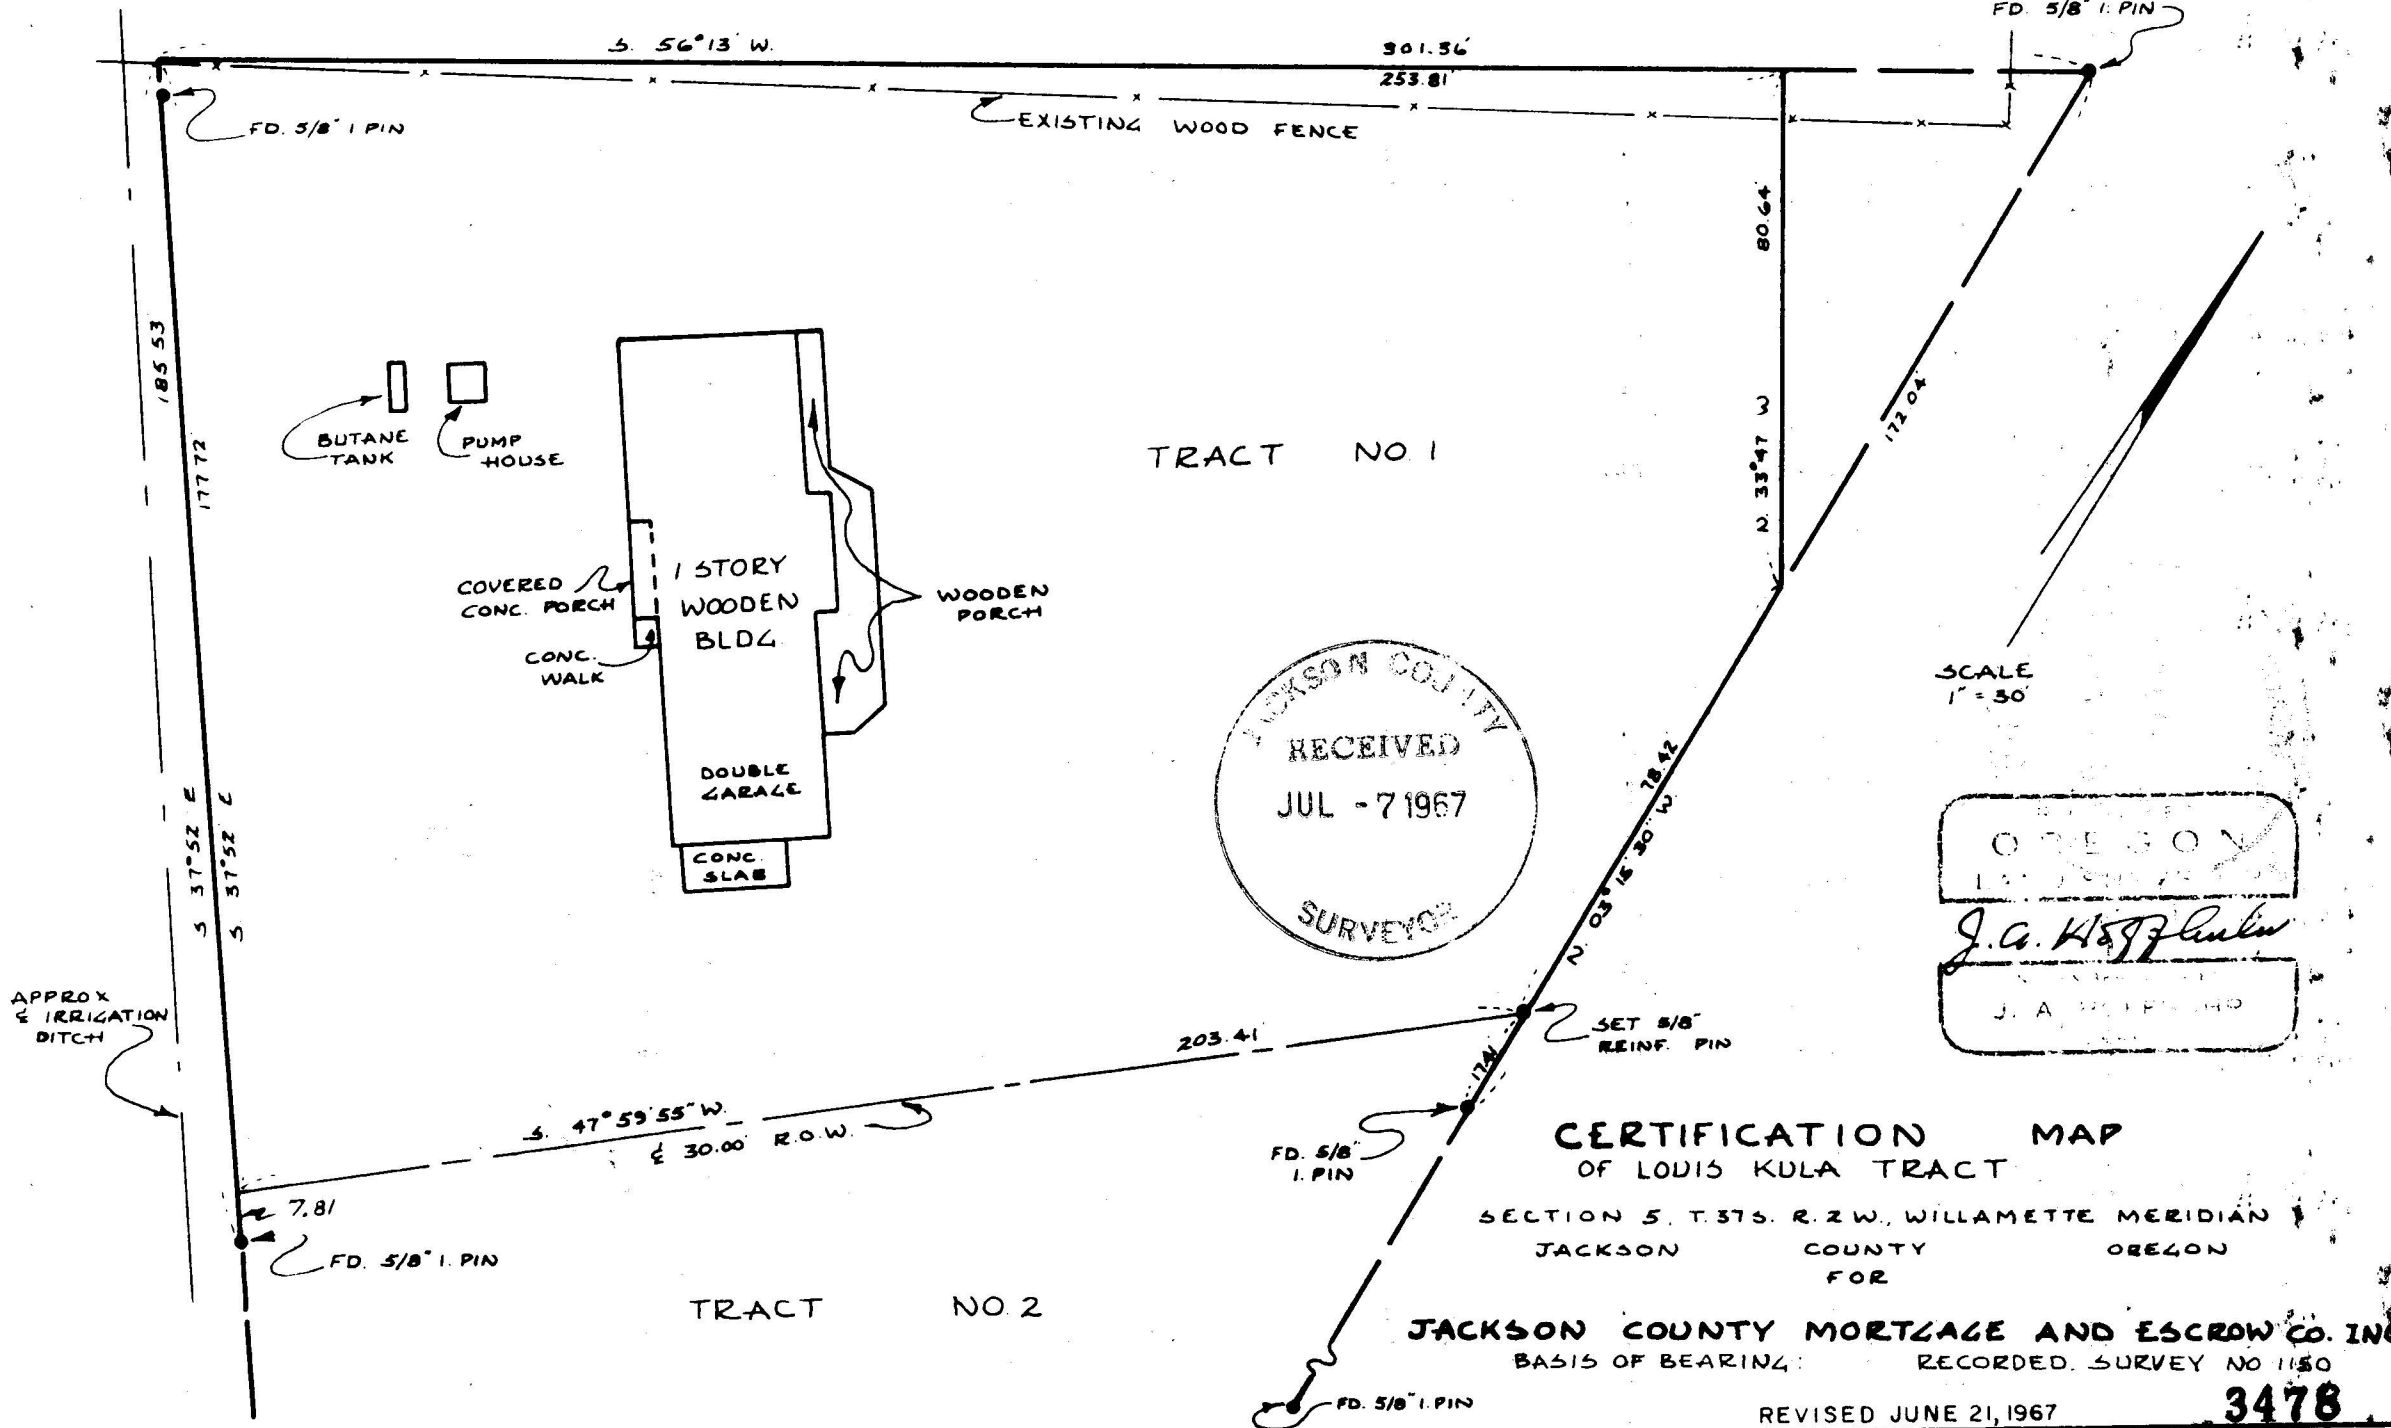 FD. 5/8" I. PIN
S. 56°13' W.
301.36'
253.81'
EXISTING WOOD FENCE
FD. 5/8" I PIN
80.64
N 33°47 W
172.04
185 53
177 72
BUTANE
TANK
PUMP
HOUSE
TRACT NO. 1
COVERED
CONC. PORCH
1 STORY
WOODEN
BLDG.
WOODEN
PORCH
CONC.
WALK
DOUBLE
GARAGE
CONC.
SLAB
JACKSON COUNTY
RECEIVED
JUL - 7 1967
SURVEYOR
SCALE
1" = 30'
78.42
N 03° 15' 30" W
S 37°52 E
S 37°52 E
OREGON
J. A.
APPROX
℄ IRRIGATION
DITCH
203.41
SET 5/8"
REINF. PIN
17.41
S. 47°59'55" W.
℄ 30.00' R.O.W.
FD. 5/8"
I. PIN
7.81
FD. 5/8" I. PIN
TRACT NO. 2
FD. 5/8" I. PIN
CERTIFICATION MAP
OF LOUIS KULA TRACT
SECTION 5, T. 37 S. R. 2 W., WILLAMETTE MERIDIAN
JACKSON COUNTY OREGON
FOR
JACKSON COUNTY MORTGAGE AND ESCROW CO. INC
BASIS OF BEARING: RECORDED SURVEY NO 1150
REVISED JUNE 21, 1967
3478